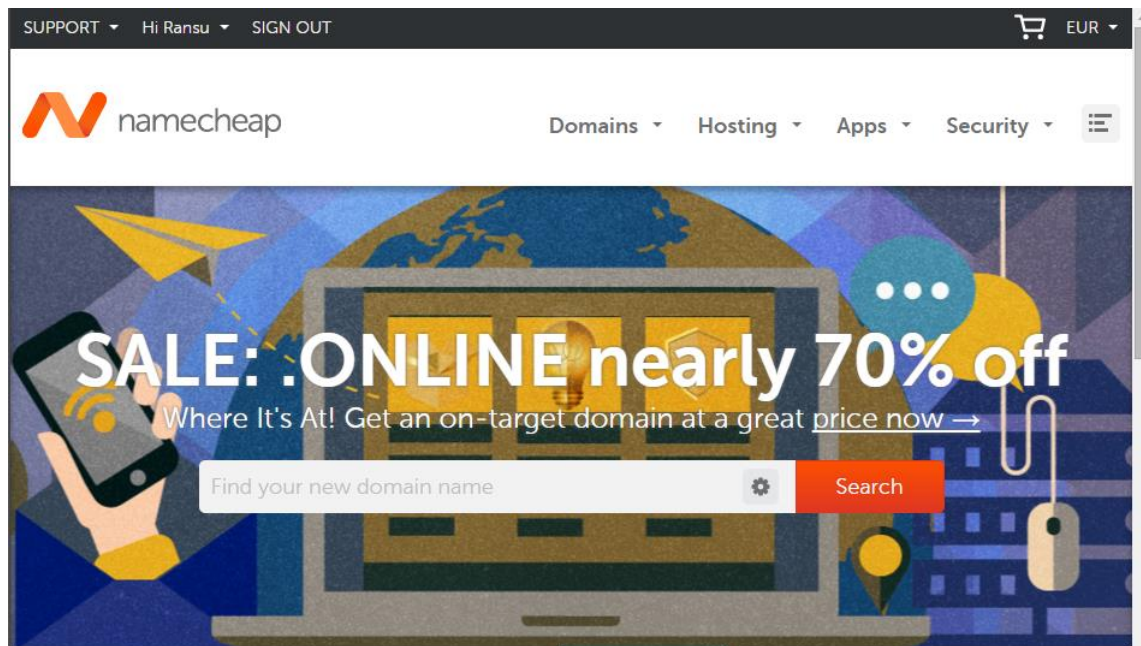 SUPPORT Hi Ransu SIGN OUT EUR
namecheap
Domains Hosting Apps Security
SALE: .ONLINE nearly 70% off
Where It's At! Get an on-target domain at a great price now →
Find your new domain name Search